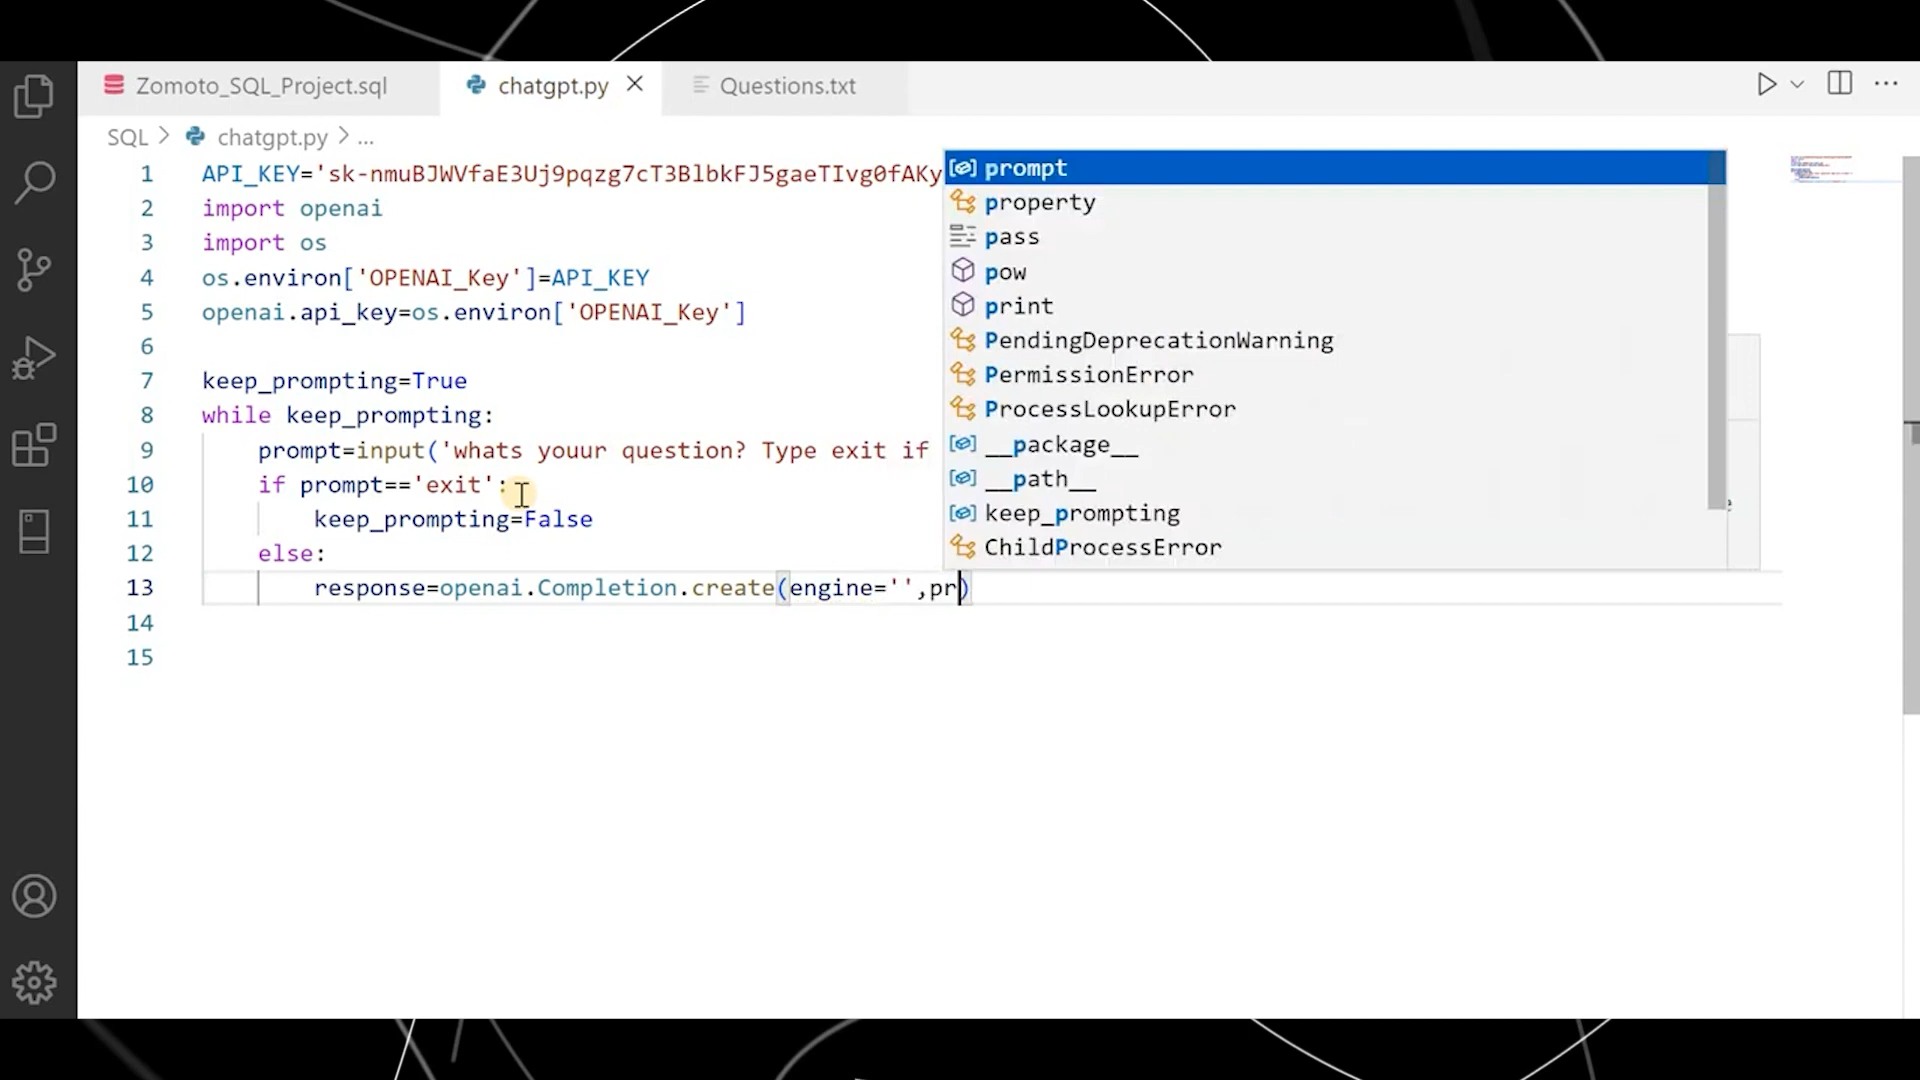 Zomoto_SQL_Project.sql
chatgpt.py
Questions.txt
SQL > chatgpt.py > ...
1 API_KEY='sk-nmuBJWVfaE3Uj9pqzg7cT3BlbkFJ5gaeTIvg0fAKy
2 import openai
3 import os
4 os.environ['OPENAI_Key']=API_KEY
5 openai.api_key=os.environ['OPENAI_Key']
6
7 keep_prompting=True
8 while keep_prompting:
9 prompt=input('whats youur question? Type exit if
10 if prompt=='exit':
11 keep_prompting=False
12 else:
13 response=openai.Completion.create(engine='',pr)
14
15
prompt
property
pass
pow
print
PendingDeprecationWarning
PermissionError
ProcessLookupError
__package__
__path__
keep_prompting
ChildProcessError